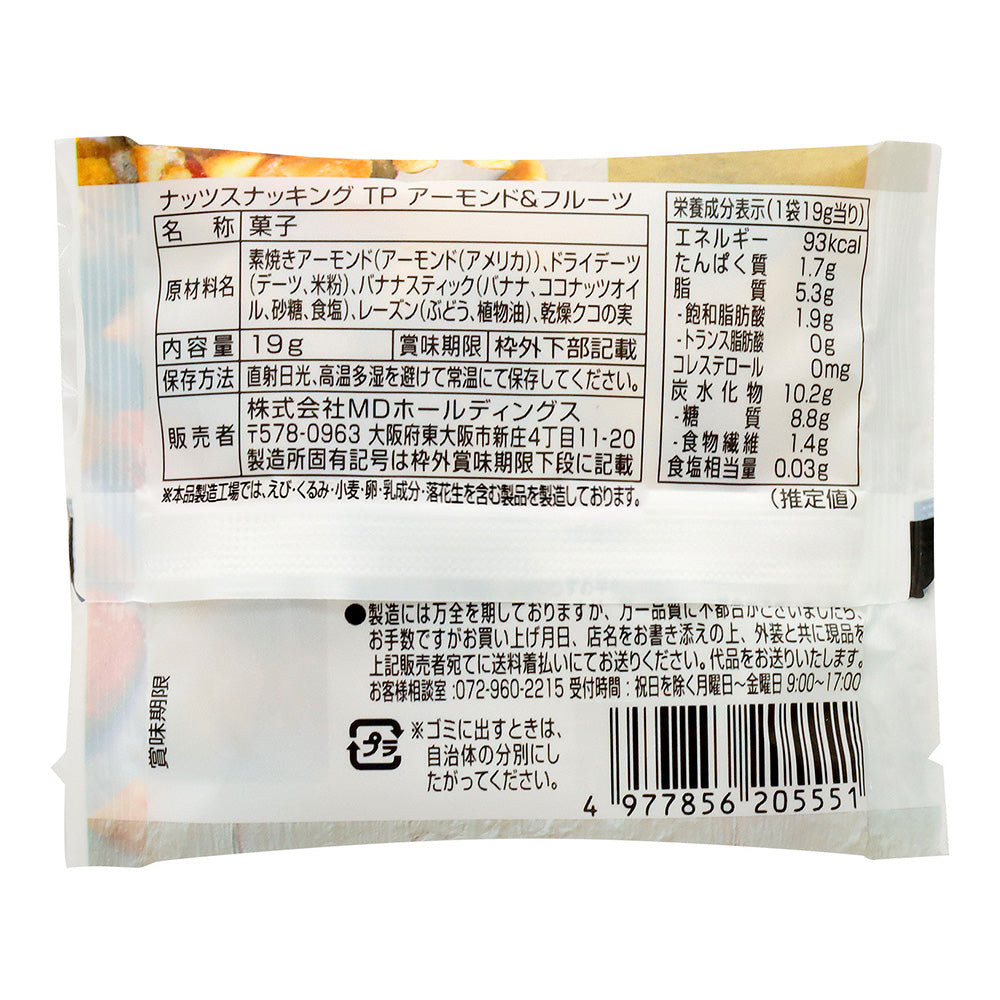 ナッツスナッキング TP アーモンド&フルーツ
名 称 菓子
原材料名 素焼きアーモンド(アーモンド(アメリカ))、ドライデーツ
(デーツ、米粉)、バナナスティック(バナナ、ココナッツオイ
ル、砂糖、食塩)、レーズン(ぶどう、植物油)、乾燥クコの実
内容量 19g 賞味期限 枠外下部記載
保存方法 直射日光、高温多湿を避けて常温にて保存してください。
販売者 株式会社MDホールディングス
〒578-0963 大阪府東大阪市新庄4丁目11-20
製造所固有記号は枠外賞味期限下段に記載
※本品製造工場では、えび・くるみ・小麦・卵・乳成分・落花生を含む製品を製造しております。
栄養成分表示(1袋19g当り)
エネルギー 93kcal
たんぱく質 1.7g
脂 質 5.3g
-飽和脂肪酸 1.9g
-トランス脂肪酸 0g
コレステロール 0mg
炭水化物 10.2g
-糖 質 8.8g
-食物繊維 1.4g
食塩相当量 0.03g
(推定値)
●製造には万全を期しておりますが、万一品質に不都合がございましたら、
お手数ですがお買い上げ月日、店名をお書き添えの上、外装と共に現品を
上記販売者宛てに送料着払いにてお送りください。代品をお送りいたします。
お客様相談室:072-960-2215 受付時間:祝日を除く月曜日～金曜日 9:00～17:00
賞味期限
プラ
※ゴミに出すときは、
自治体の分別にし
たがってください。
4 977856 205551